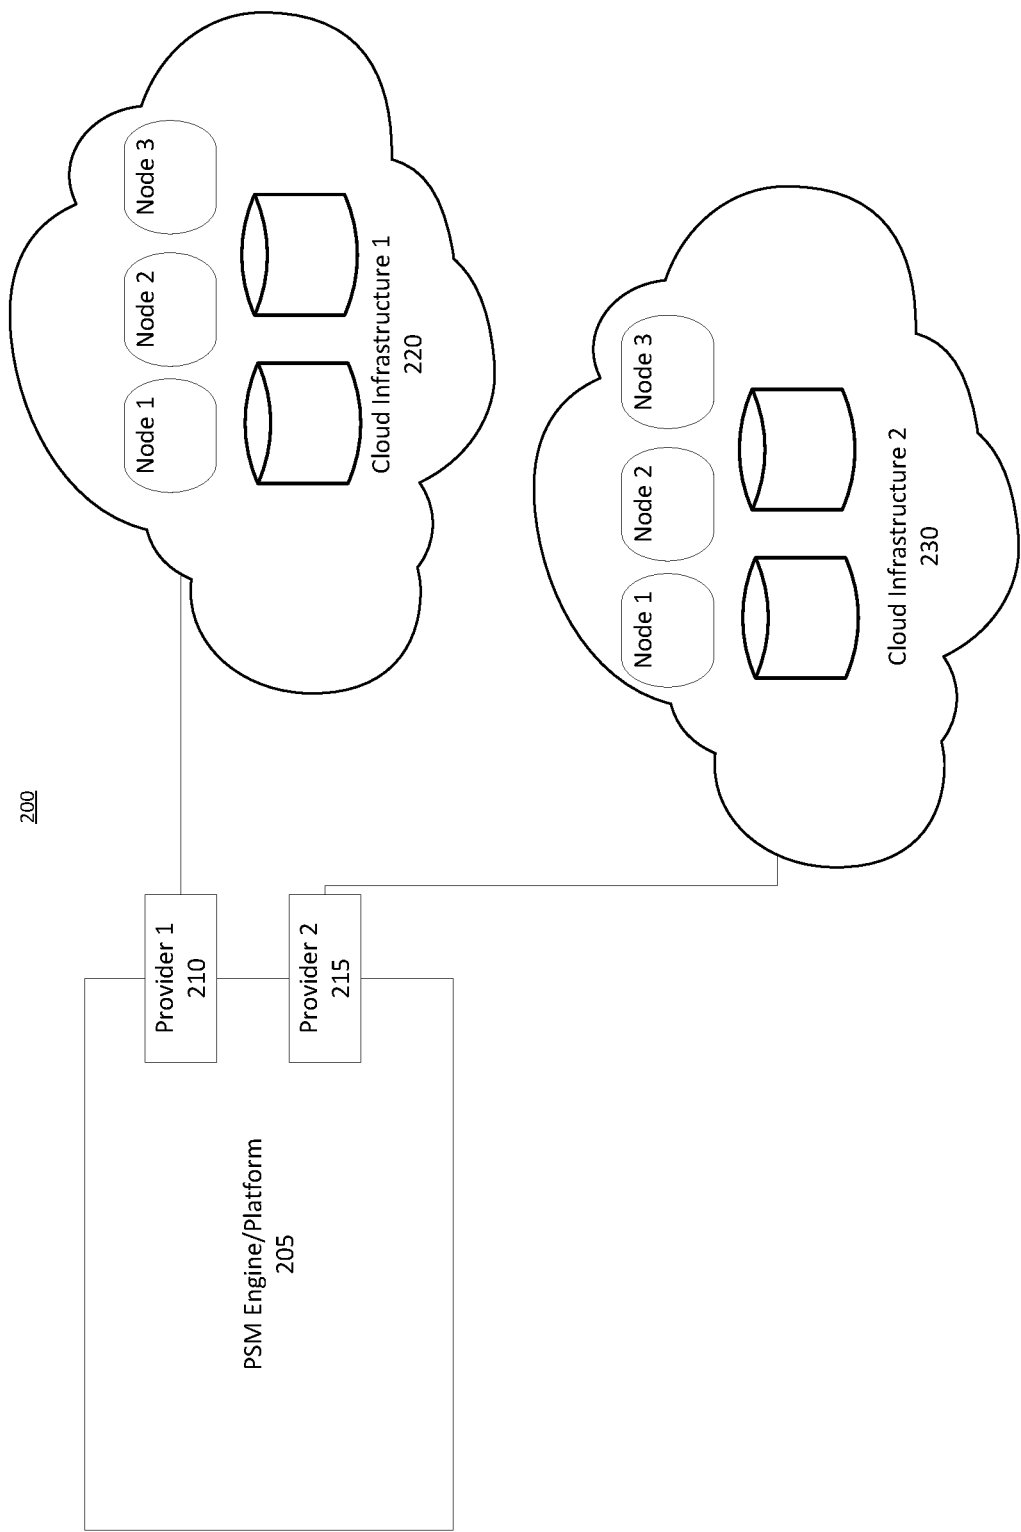 200
PSM Engine/Platform
205
Provider 1
210
Provider 2
215
Node 1
Node 2
Node 3
Cloud Infrastructure 1
220
Node 1
Node 2
Node 3
Cloud Infrastructure 2
230